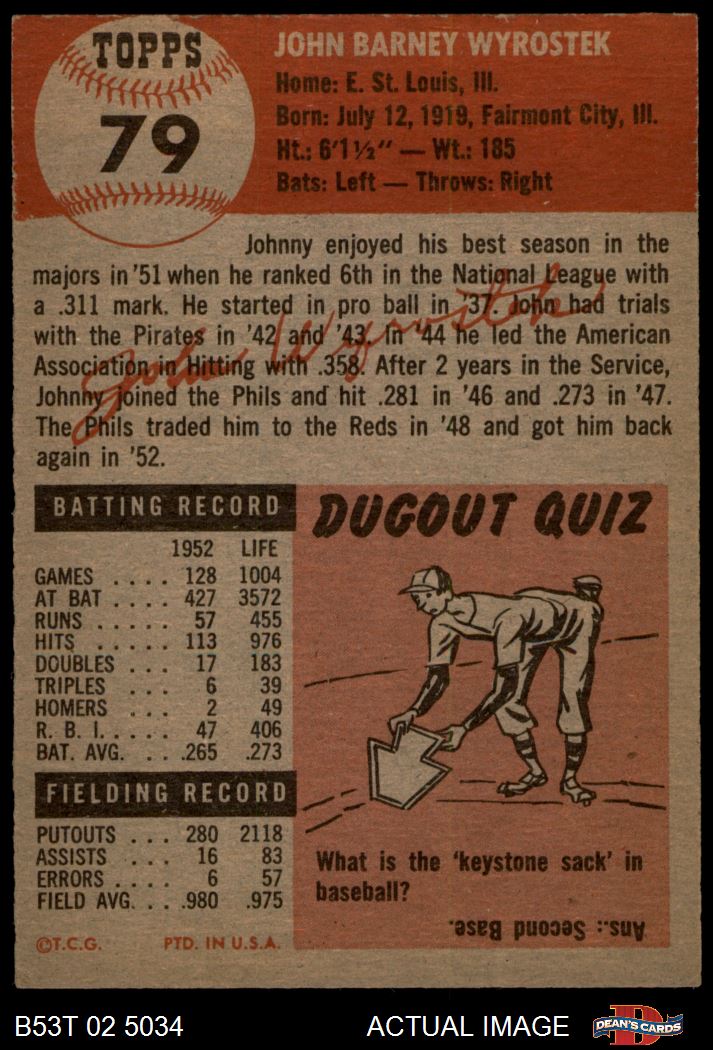 TOPPS
79
JOHN BARNEY WYROSTEK
Home: E. St. Louis, Ill.
Born: July 12, 1919, Fairmont City, Ill.
Ht.: 6'1½" — Wt.: 185
Bats: Left — Throws: Right
Johnny enjoyed his best season in the
majors in '51 when he ranked 6th in the National League with
a .311 mark. He started in pro ball in '37. John had trials
with the Pirates in '42 and '43. In '44 he led the American
Association in Hitting with .358. After 2 years in the Service,
Johnny joined the Phils and hit .281 in '46 and .273 in '47.
The Phils traded him to the Reds in '48 and got him back
again in '52.
John Wyrostek
BATTING RECORD
1952 LIFE
GAMES .... 128 1004
AT BAT .... 427 3572
RUNS ..... 57 455
HITS ..... 113 976
DOUBLES ... 17 183
TRIPLES ... 6 39
HOMERS ... 2 49
R. B. I. .... 47 406
BAT. AVG. .. .265 .273
FIELDING RECORD
PUTOUTS ... 280 2118
ASSISTS ... 16 83
ERRORS .... 6 57
FIELD AVG. .. .980 .975
©T.C.G. PTD. IN U.S.A.
DUGOUT QUIZ
What is the 'keystone sack' in
baseball?
Ans.: Second Base.
B53T 02 5034 ACTUAL IMAGE
D
DEAN'S CARDS